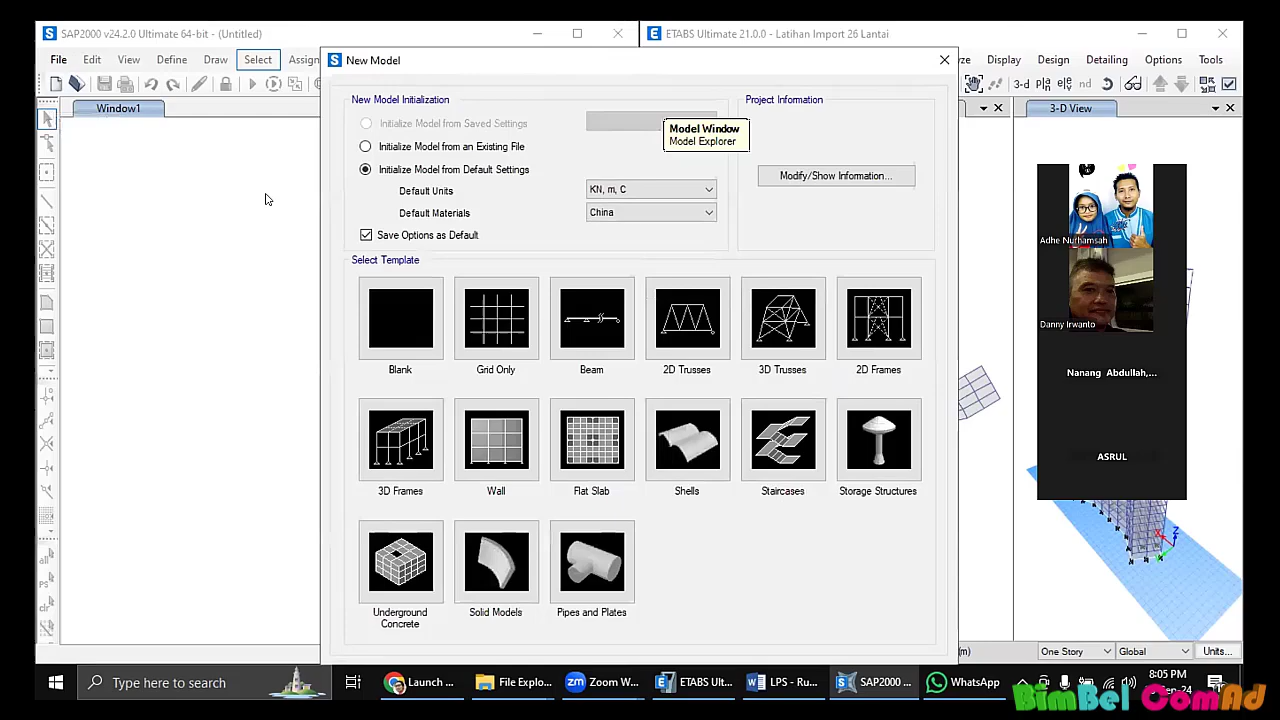 SAP2000 v24.2.0 Ultimate 64-bit - (Untitled)
ETABS Ultimate 21.0.0 - Latihan Import 26 Lantai
File Edit View Define Draw Select Assign
New Model
Display Design Detailing Options Tools
3-d
nd
Window1
3-D View
New Model Initialization
Project Information
Initialize Model from Saved Settings
Model Window
Model Explorer
Initialize Model from an Existing File
Initialize Model from Default Settings
Modify/Show Information...
Default Units
KN, m, C
Default Materials
China
Save Options as Default
Select Template
Blank
Grid Only
Beam
2D Trusses
3D Trusses
2D Frames
3D Frames
Wall
Flat Slab
Shells
Staircases
Storage Structures
Underground
Concrete
Solid Models
Pipes and Plates
Adhe Nurhamsah
Danny Irwanto
Nanang Abdullah,...
ASRUL
all
ps
clr
One Story
Global
Units...
Type here to search
Launch ...
File Explo...
Zoom W...
ETABS Ult...
LPS - Ru...
SAP2000 ...
WhatsApp
8:05 PM
BimBel ComAd